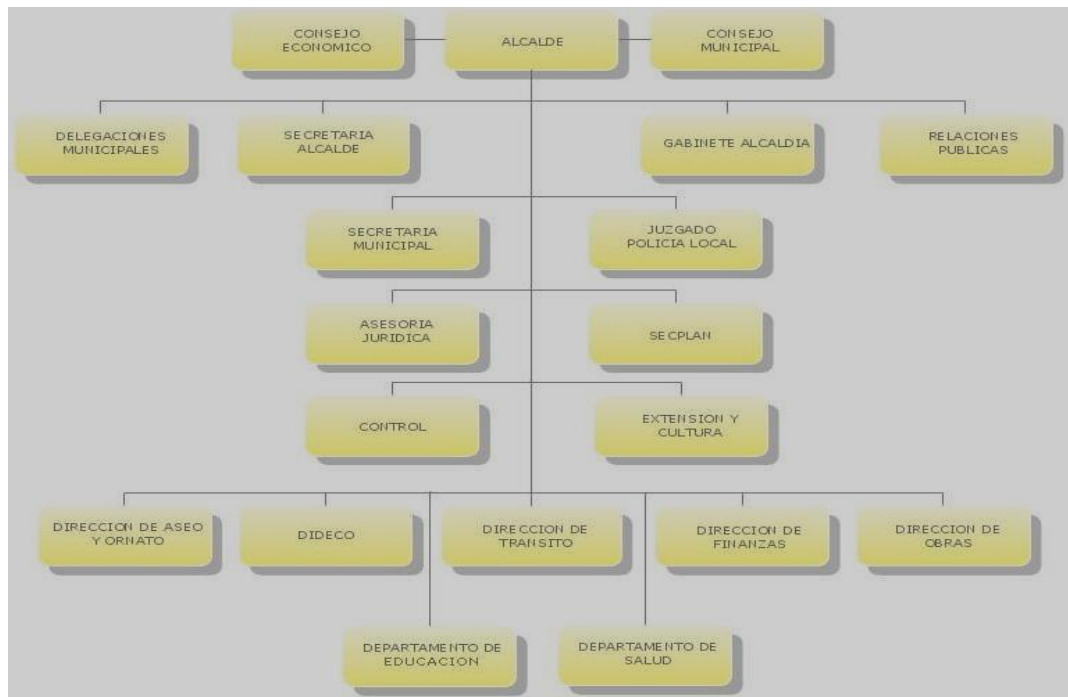 CONSEJO
ECONOMICO
ALCALDE
CONSEJO
MUNICIPAL
DELEGACIONES
MUNICIPALES
SECRETARIA
ALCALDE
GABINETE ALCALDIA
RELACIONES
PUBLICAS
SECRETARIA
MUNICIPAL
JUZGADO
POLICIA LOCAL
ASESORIA
JURIDICA
SECPLAN
CONTROL
EXTENSION Y
CULTURA
DIRECCION DE ASEO
Y ORNATO
DIDECO
DIRECCION DE
TRANSITO
DIRECCION DE
FINANZAS
DIRECCION DE
OBRAS
DEPARTAMENTO DE
EDUCACION
DEPARTAMENTO DE
SALUD